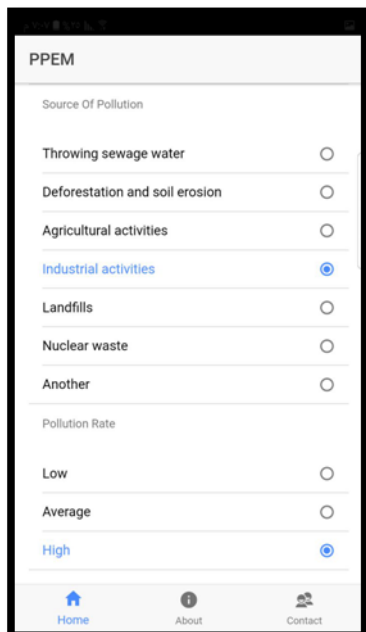 PPEM
Source Of Pollution
Throwing sewage water
Deforestation and soil erosion
Agricultural activities
Industrial activities
Landfills
Nuclear waste
Another
Pollution Rate
Low
Average
High
Home
About
Contact